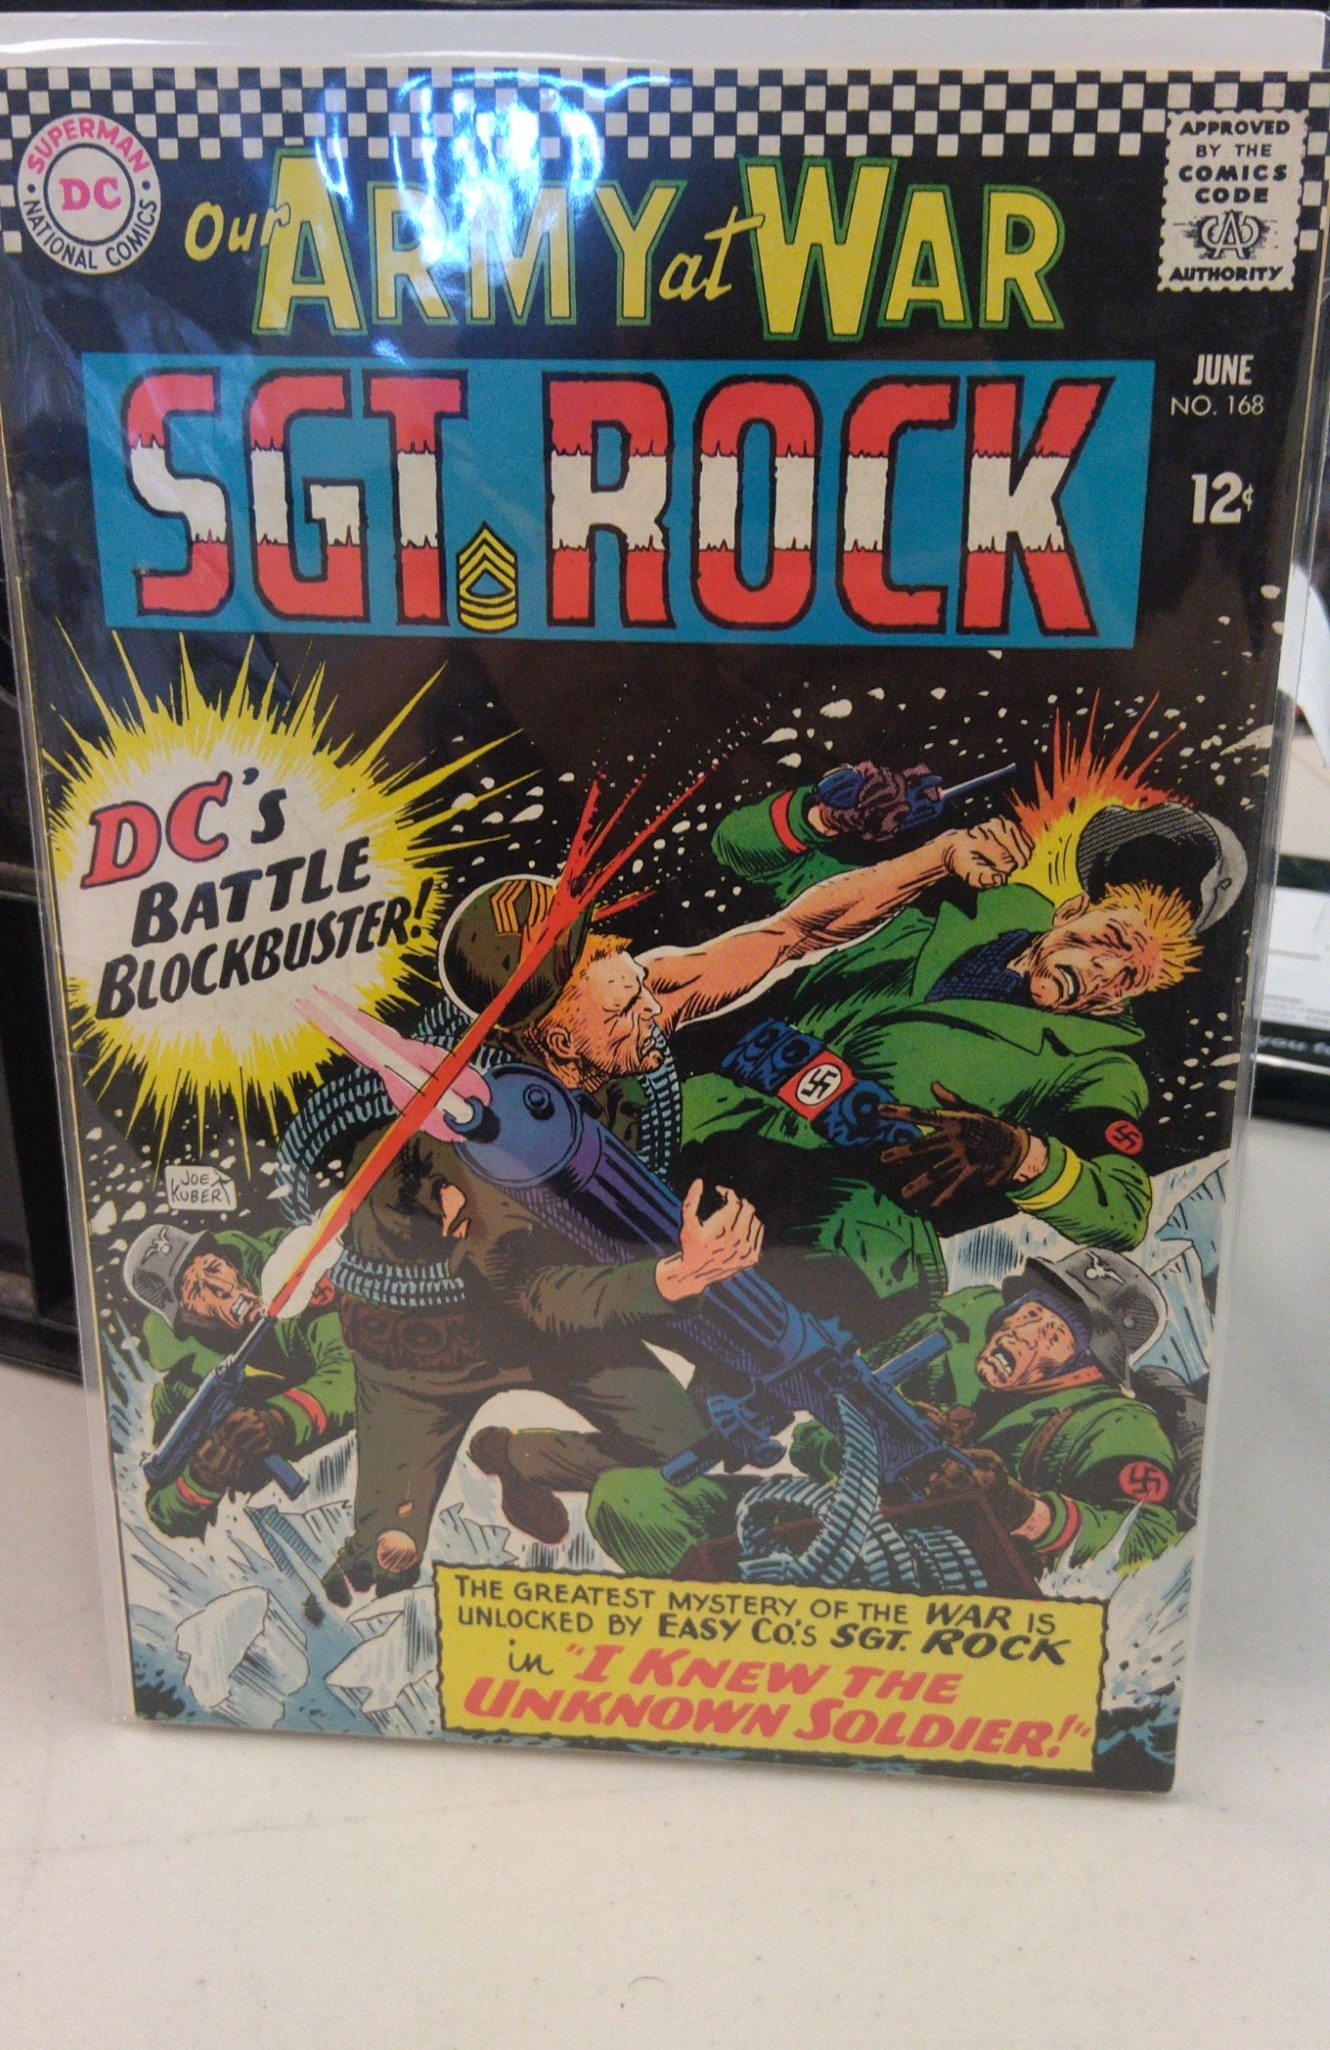 SUPERMAN
DC
NATIONAL COMICS
APPROVED
BY THE
COMICS
CODE
CA
AUTHORITY
Our ARMY at WAR
JUNE
NO. 168
12¢
SGT. ROCK
DC's
BATTLE
BLOCKBUSTER!
JOE
KUBERT
THE GREATEST MYSTERY OF THE WAR IS
UNLOCKED BY EASY CO.'S SGT. ROCK
in "I KNEW THE
UNKNOWN SOLDIER!"